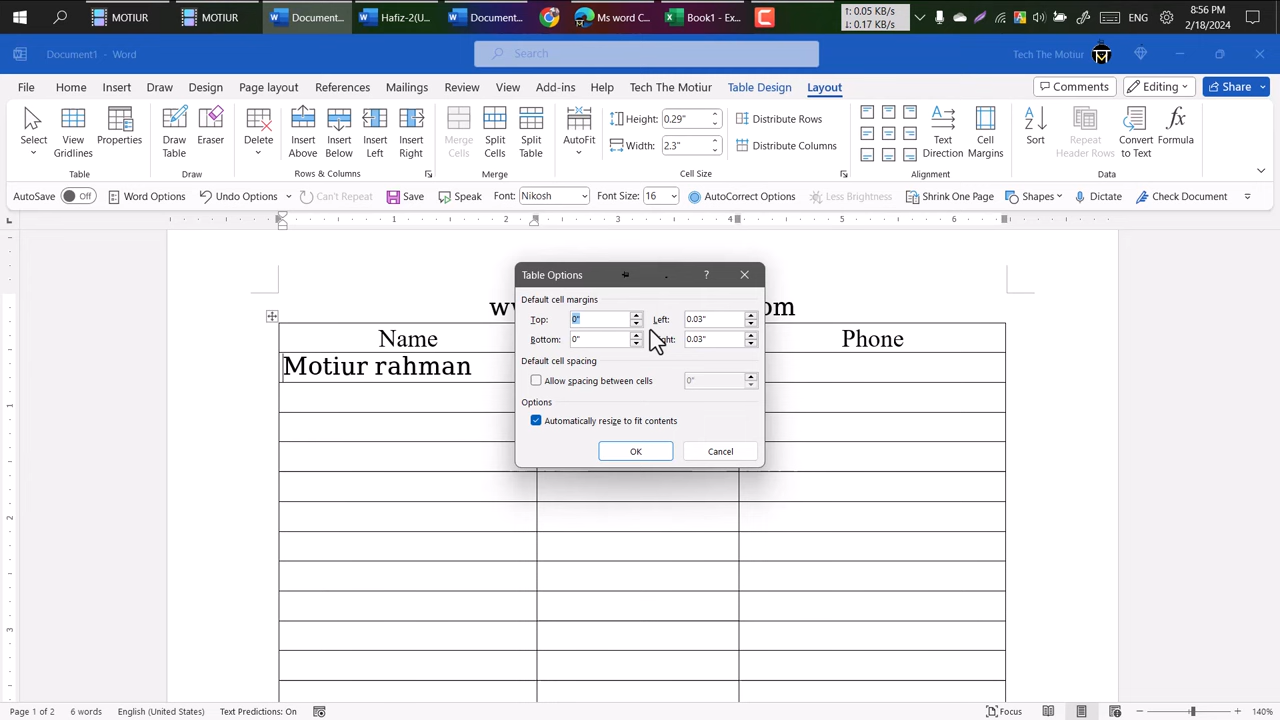 MOTIUR
MOTIUR
Document...
Hafiz-2(U...
Document...
Ms word C...
Book1 - Ex...
↑: 0.05 KB/s
↓: 0.17 KB/s
ENG
8:56 PM
2/18/2024
Document1 - Word
Search
Tech The Motiur
File Home Insert Draw Design Page layout References Mailings Review View Add-ins Help Tech The Motiur Table Design Layout
Comments
Editing
Share
Select
View Gridlines
Properties
Table
Draw Table
Eraser
Draw
Delete
Insert Above
Insert Below
Insert Left
Insert Right
Rows & Columns
Merge Cells
Split Cells
Split Table
Merge
AutoFit
Height: 0.29"
Width: 2.3"
Distribute Rows
Distribute Columns
Cell Size
Text Direction
Cell Margins
Alignment
Sort
Repeat Header Rows
Convert to Text
Formula
Data
AutoSave Off Word Options Undo Options Can't Repeat Save Speak Font: Nikosh Font Size: 16 AutoCorrect Options Less Brightness Shrink One Page Shapes Dictate Check Document
1 2 3 4 5 6
Table Options
?
Default cell margins
Top: 0" Left: 0.03"
Bottom: 0" 0.03"
Default cell spacing
Allow spacing between cells 0"
Options
Automatically resize to fit contents
OK Cancel
Name Phone
Motiur rahman
1
2
3
Page 1 of 2 6 words English (United States) Text Predictions: On Focus 140%